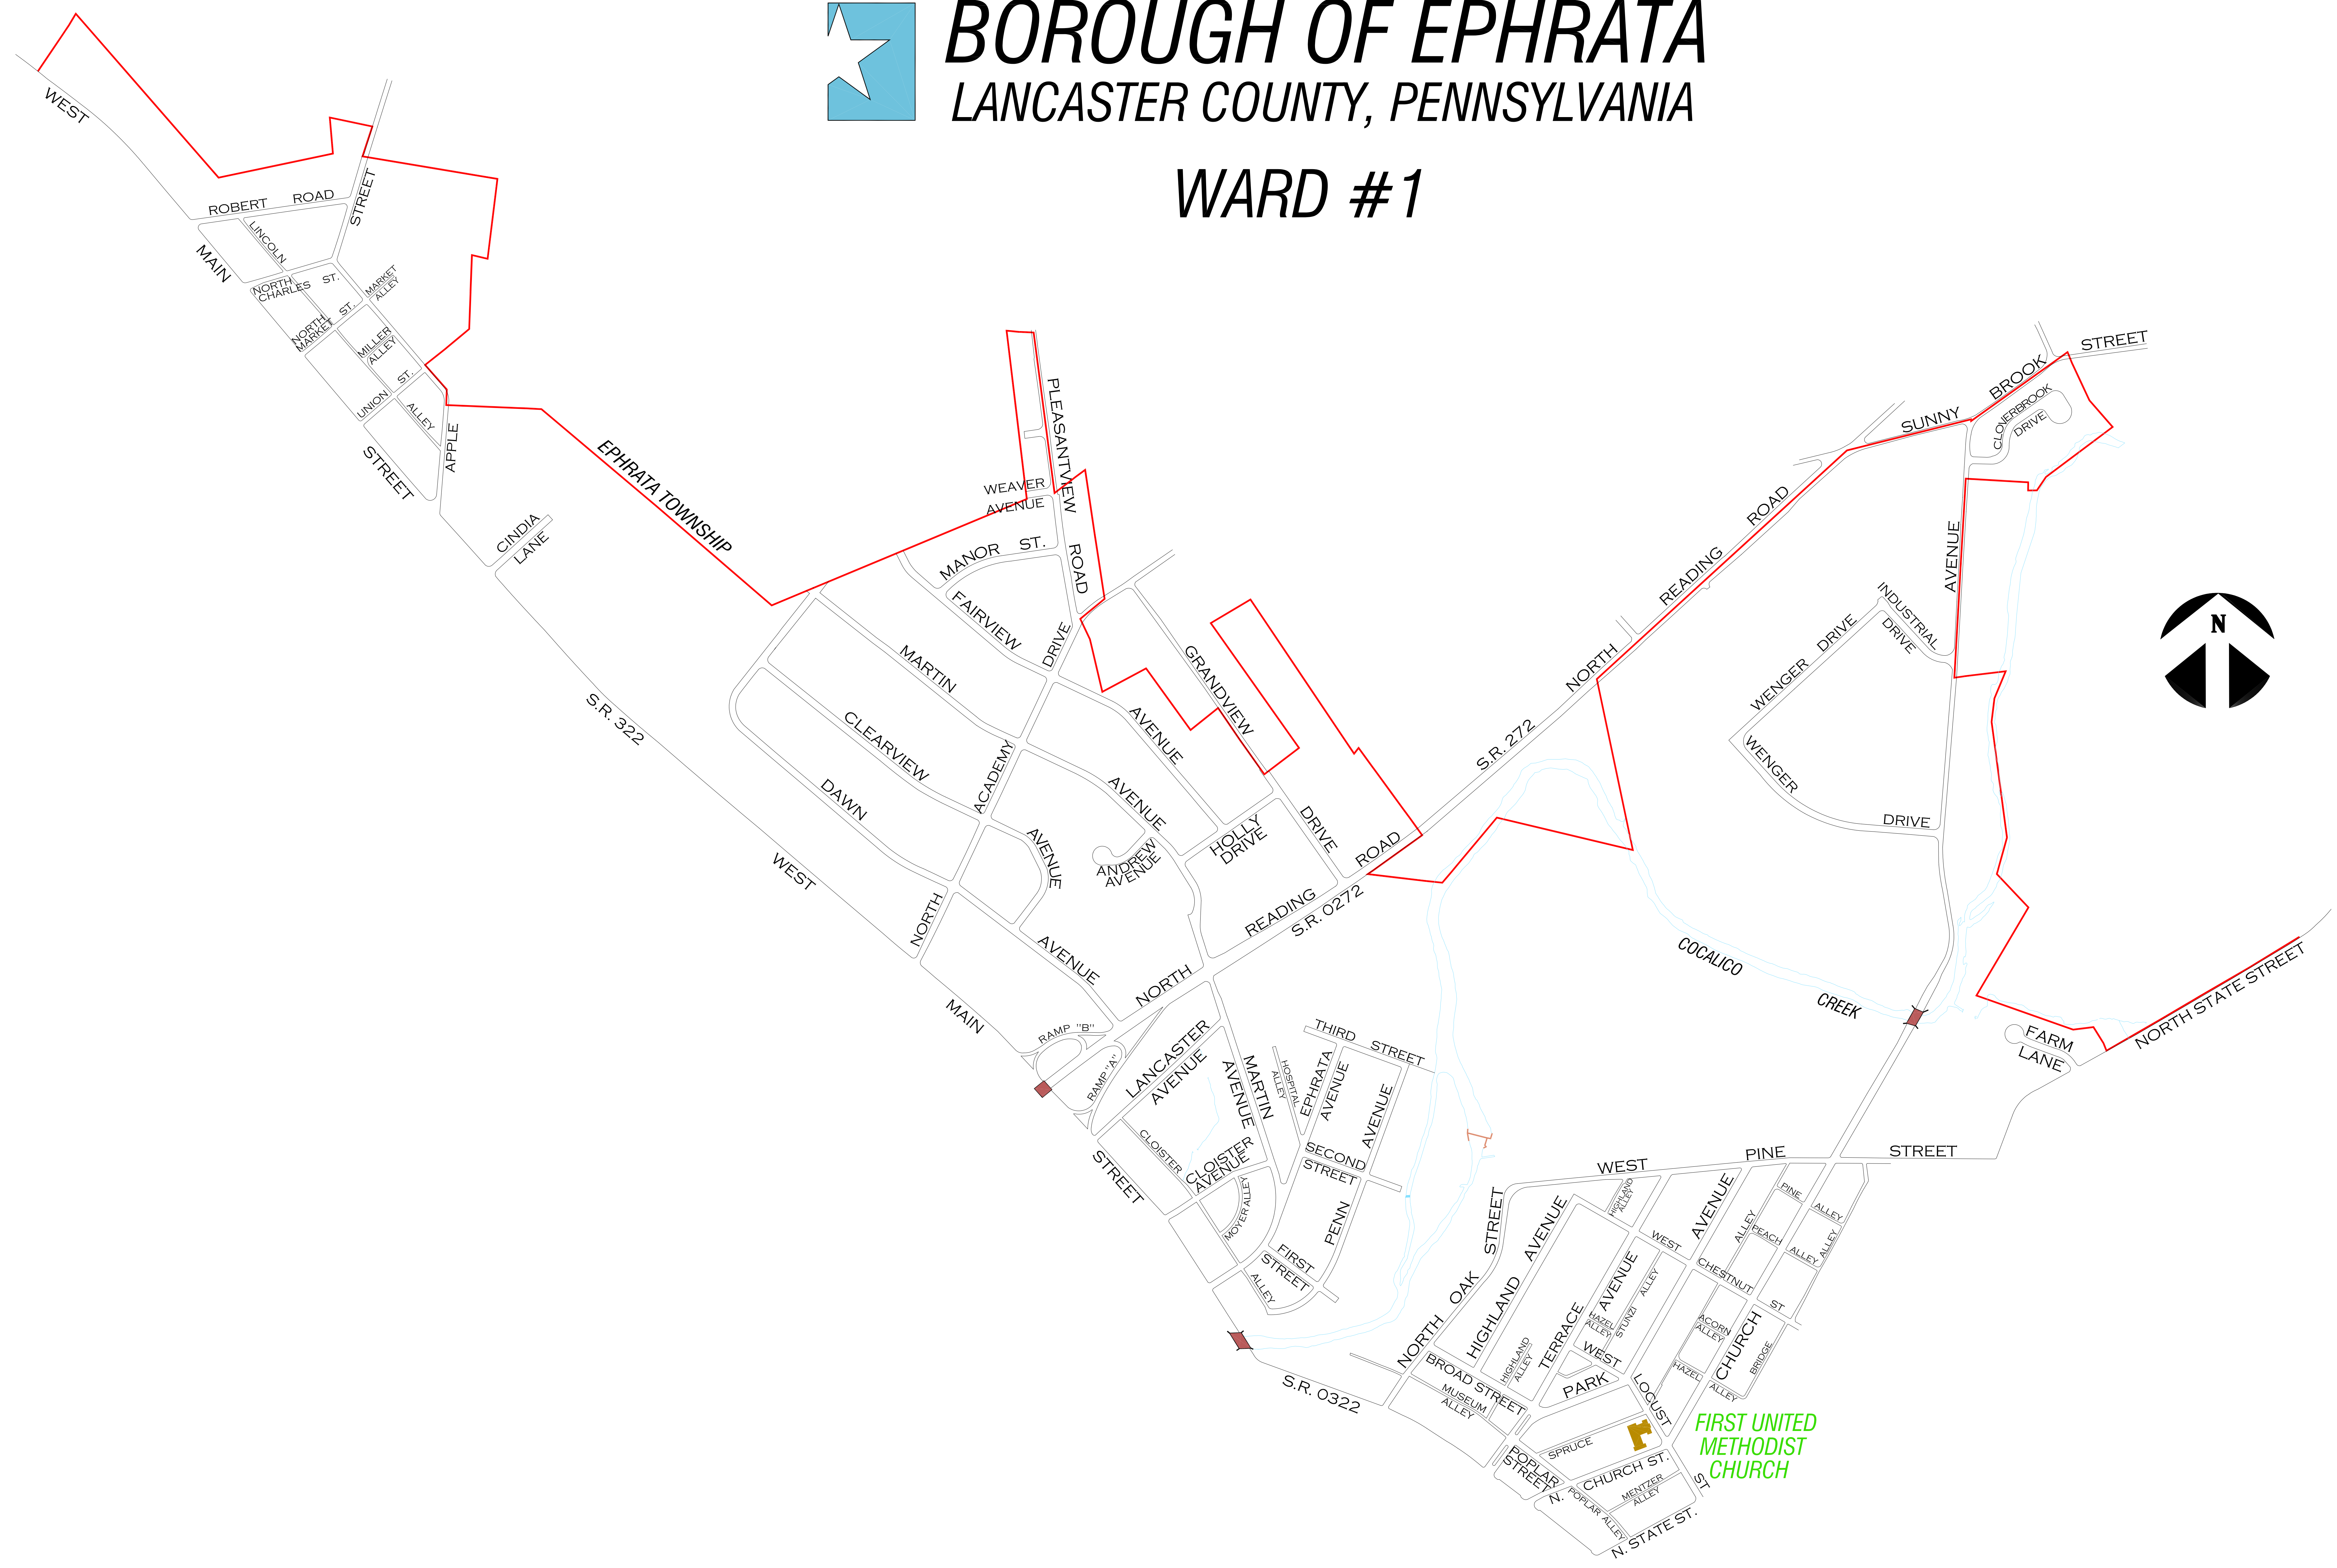 BOROUGH OF EPHRATA
LANCASTER COUNTY, PENNSYLVANIA
WARD #1
WEST
MAIN
STREET
ROBERT ROAD
STREET
LINCOLN
NORTH
CHARLES ST.
MARKET
ALLEY
NORTH
MARKET ST.
MILLER
ALLEY
UNION ST.
ALLEY
APPLE
CINDIA
LANE
EPHRATA TOWNSHIP
S.R. 322
WEST
MAIN
STREET
PLEASANTVIEW
ROAD
WEAVER
AVENUE
MANOR ST.
FAIRVIEW
AVENUE
DRIVE
ACADEMY
NORTH
MARTIN
AVENUE
CLEARVIEW
AVENUE
DAWN
AVENUE
ANDREW
AVENUE
GRANDVIEW
DRIVE
HOLLY
DRIVE
READING
ROAD
S.R. 0272
NORTH
S.R. 272
NORTH
READING
ROAD
SUNNY
BROOK
STREET
CLOVERBROOK
DRIVE
AVENUE
INDUSTRIAL
DRIVE
WENGER DRIVE
WENGER
DRIVE
N
COCALICO
CREEK
FARM
LANE
NORTH STATE STREET
RAMP "B"
RAMP "A"
LANCASTER
AVENUE
MARTIN
AVENUE
HOSPITAL
ALLEY
EPHRATA
AVENUE
THIRD STREET
AVENUE
PENN
SECOND
STREET
CLOISTER
CLOISTER
AVENUE
MOYER ALLEY
FIRST
STREET
ALLEY
S.R. 0322
WEST PINE STREET
NORTH OAK STREET
HIGHLAND AVENUE
HIGHLAND
ALLEY
TERRACE AVENUE
AVENUE
WEST
CHESTNUT
ST
PINE
ALLEY
ALLEY
PEACH
ALLEY
ALLEY
STUNZI ALLEY
HAZEL
ALLEY
ACORN
ALLEY
CHURCH
BRIDGE
HAZEL
ALLEY
HIGHLAND
ALLEY
WEST
LOCUST
ST
PARK
BROAD STREET
MUSEUM
ALLEY
SPRUCE
POPLAR
STREET
N. CHURCH ST.
MENTZER
ALLEY
POPLAR ALLEY
N. STATE ST.
FIRST UNITED
METHODIST
CHURCH